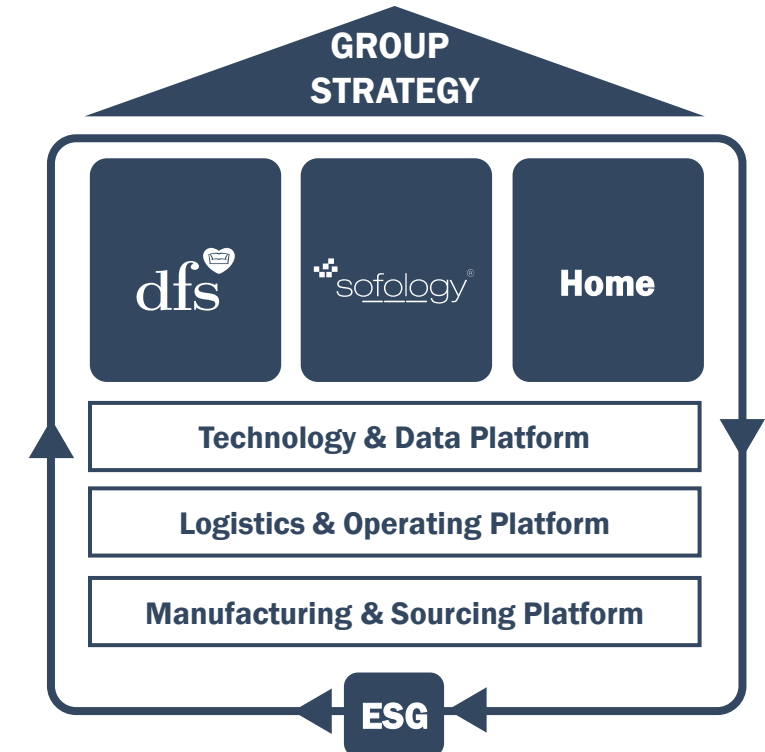 GROUP
STRATEGY
dfs
sofology®
Home
Technology & Data Platform
Logistics & Operating Platform
Manufacturing & Sourcing Platform
ESG